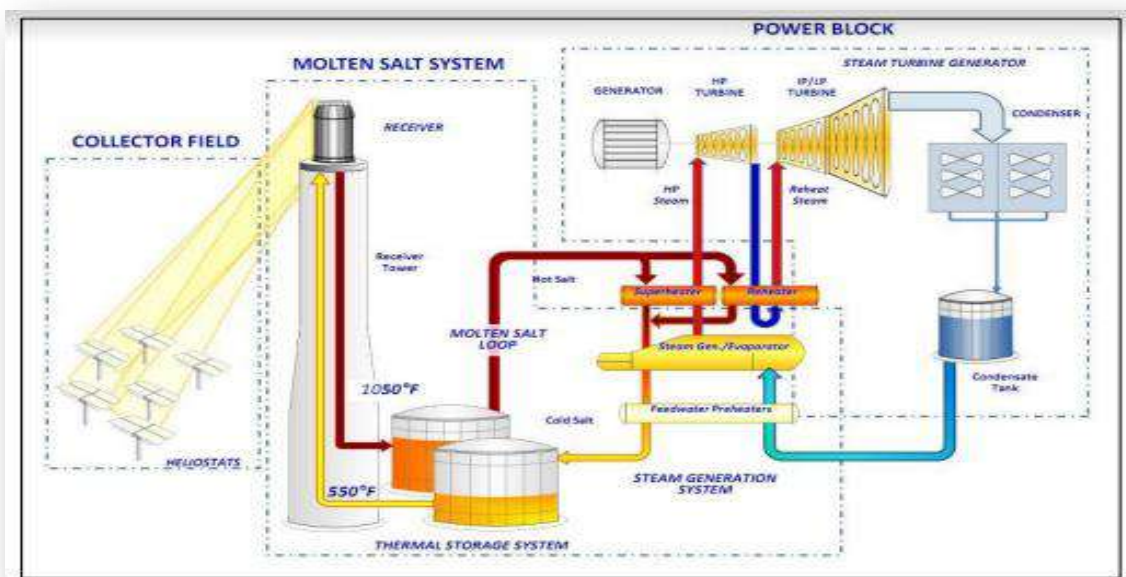 POWER BLOCK
MOLTEN SALT SYSTEM
STEAM TURBINE GENERATOR
GENERATOR
HP
TURBINE
IP/LP
TURBINE
CONDENSER
RECEIVER
COLLECTOR FIELD
HP
Steam
Reheat
Steam
Receiver
Tower
Hot Salt
Superheater
Reheater
MOLTEN SALT
LOOP
Steam Gen./Evaporator
Condensate
Tank
1050°F
Cold Salt
Feedwater Preheaters
HELIOSTATS
550°F
STEAM GENERATION
SYSTEM
THERMAL STORAGE SYSTEM